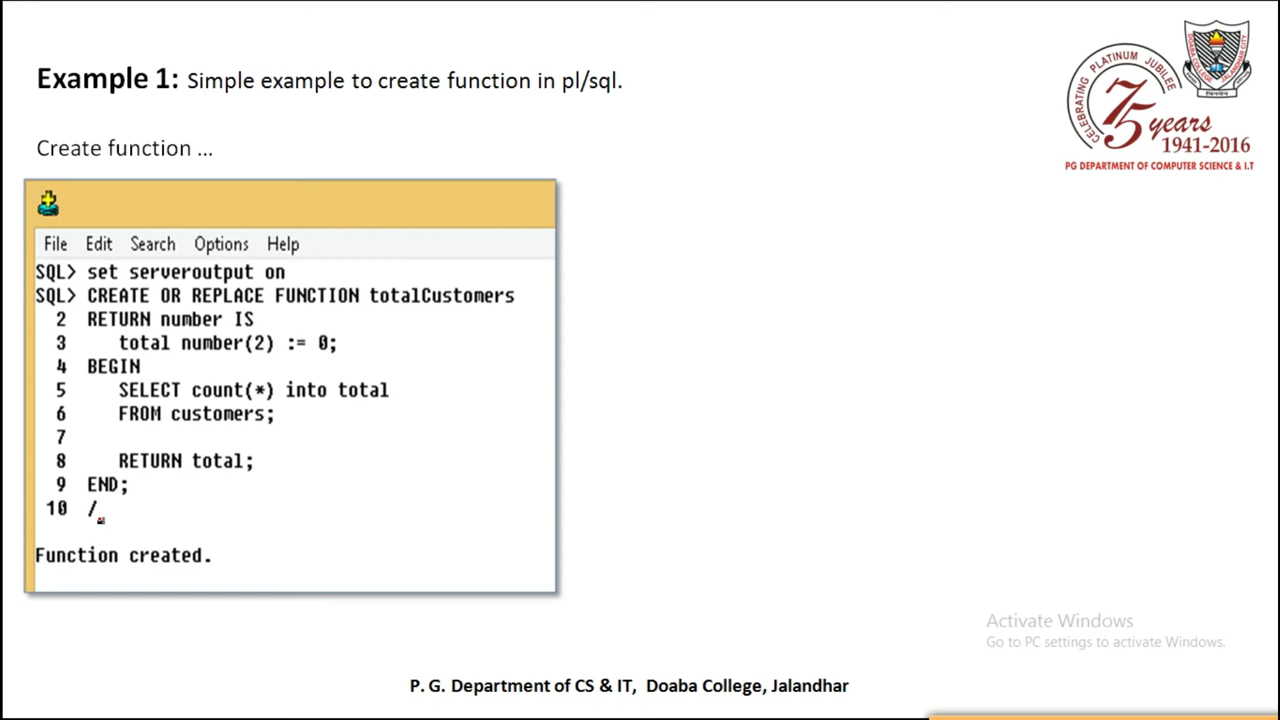 Example 1: Simple example to create function in pl/sql.
CELEBRATING PLATINUM JUBILEE
75 years
1941-2016
PG DEPARTMENT OF COMPUTER SCIENCE & I.T
Create function ...
File Edit Search Options Help
SQL> set serveroutput on
SQL> CREATE OR REPLACE FUNCTION totalCustomers
2 RETURN number IS
3 total number(2) := 0;
4 BEGIN
5 SELECT count(*) into total
6 FROM customers;
7
8 RETURN total;
9 END;
10 /
Function created.
Activate Windows
Go to PC settings to activate Windows.
P. G. Department of CS & IT, Doaba College, Jalandhar